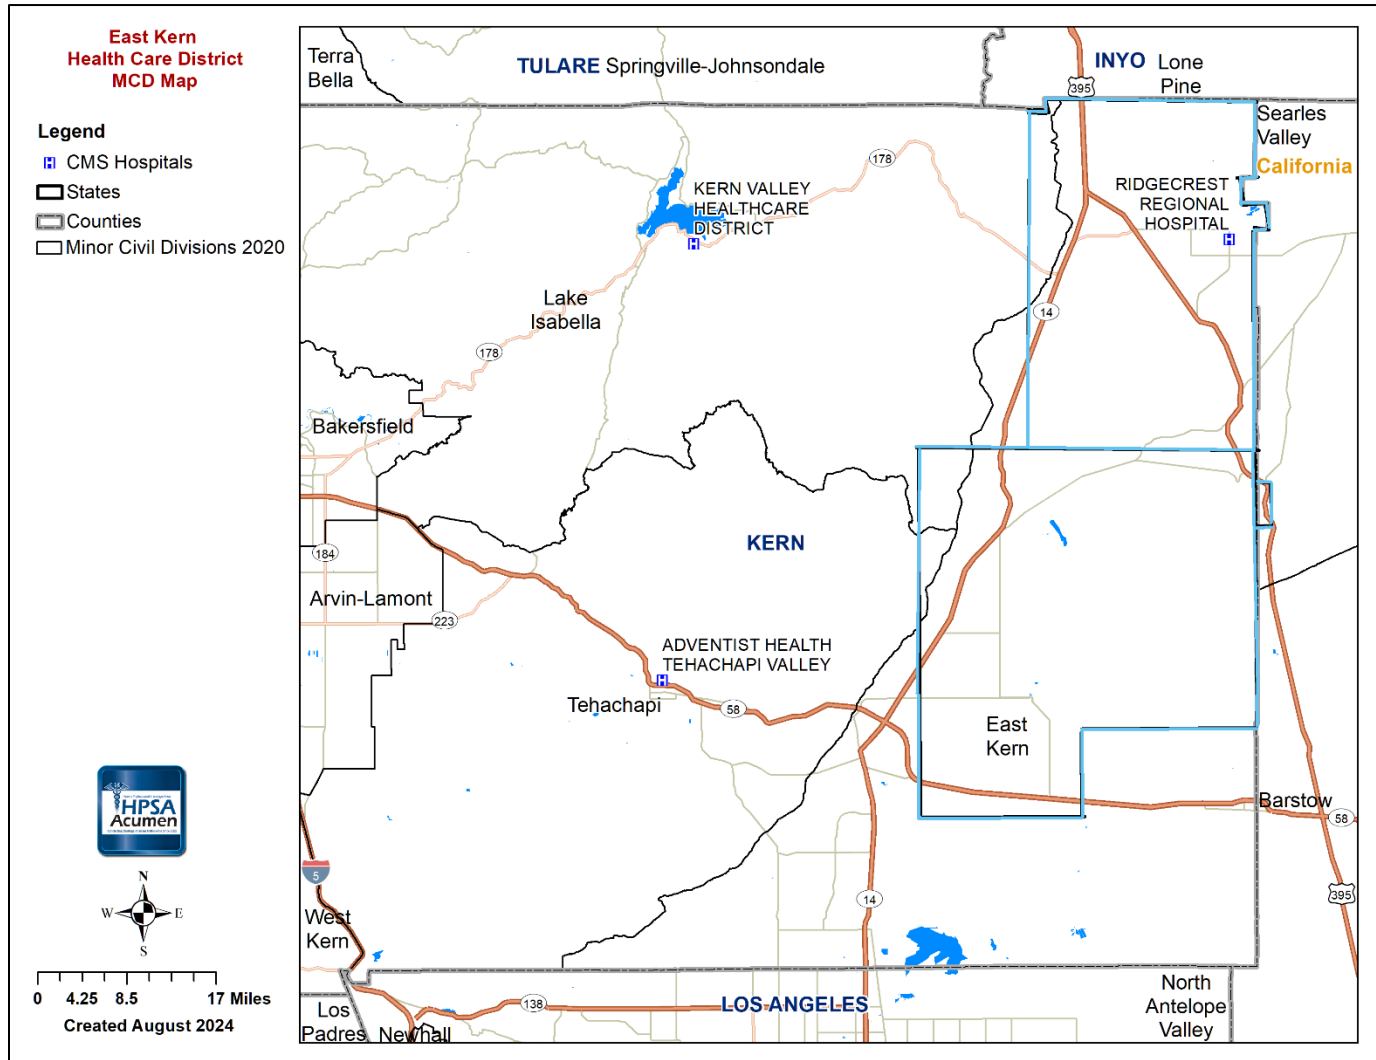 East Kern
Health Care District
MCD Map
Legend
H CMS Hospitals
States
Counties
Minor Civil Divisions 2020
HPSA
Acumen
N
W E
S
0 4.25 8.5 17 Miles
Created August 2024
Terra
Bella
TULARE Springville-Johnsondale
INYO
Lone
Pine
395
Searles
Valley
California
178
KERN VALLEY
HEALTHCARE
DISTRICT
H
RIDGECREST
REGIONAL
HOSPITAL
H
Lake
Isabella
14
178
Bakersfield
KERN
184
Arvin-Lamont
223
ADVENTIST HEALTH
TEHACHAPI VALLEY
H
Tehachapi
58
East
Kern
Barstow
58
5
14
395
West
Kern
138
LOS ANGELES
North
Antelope
Valley
Los
Padres
Newhall